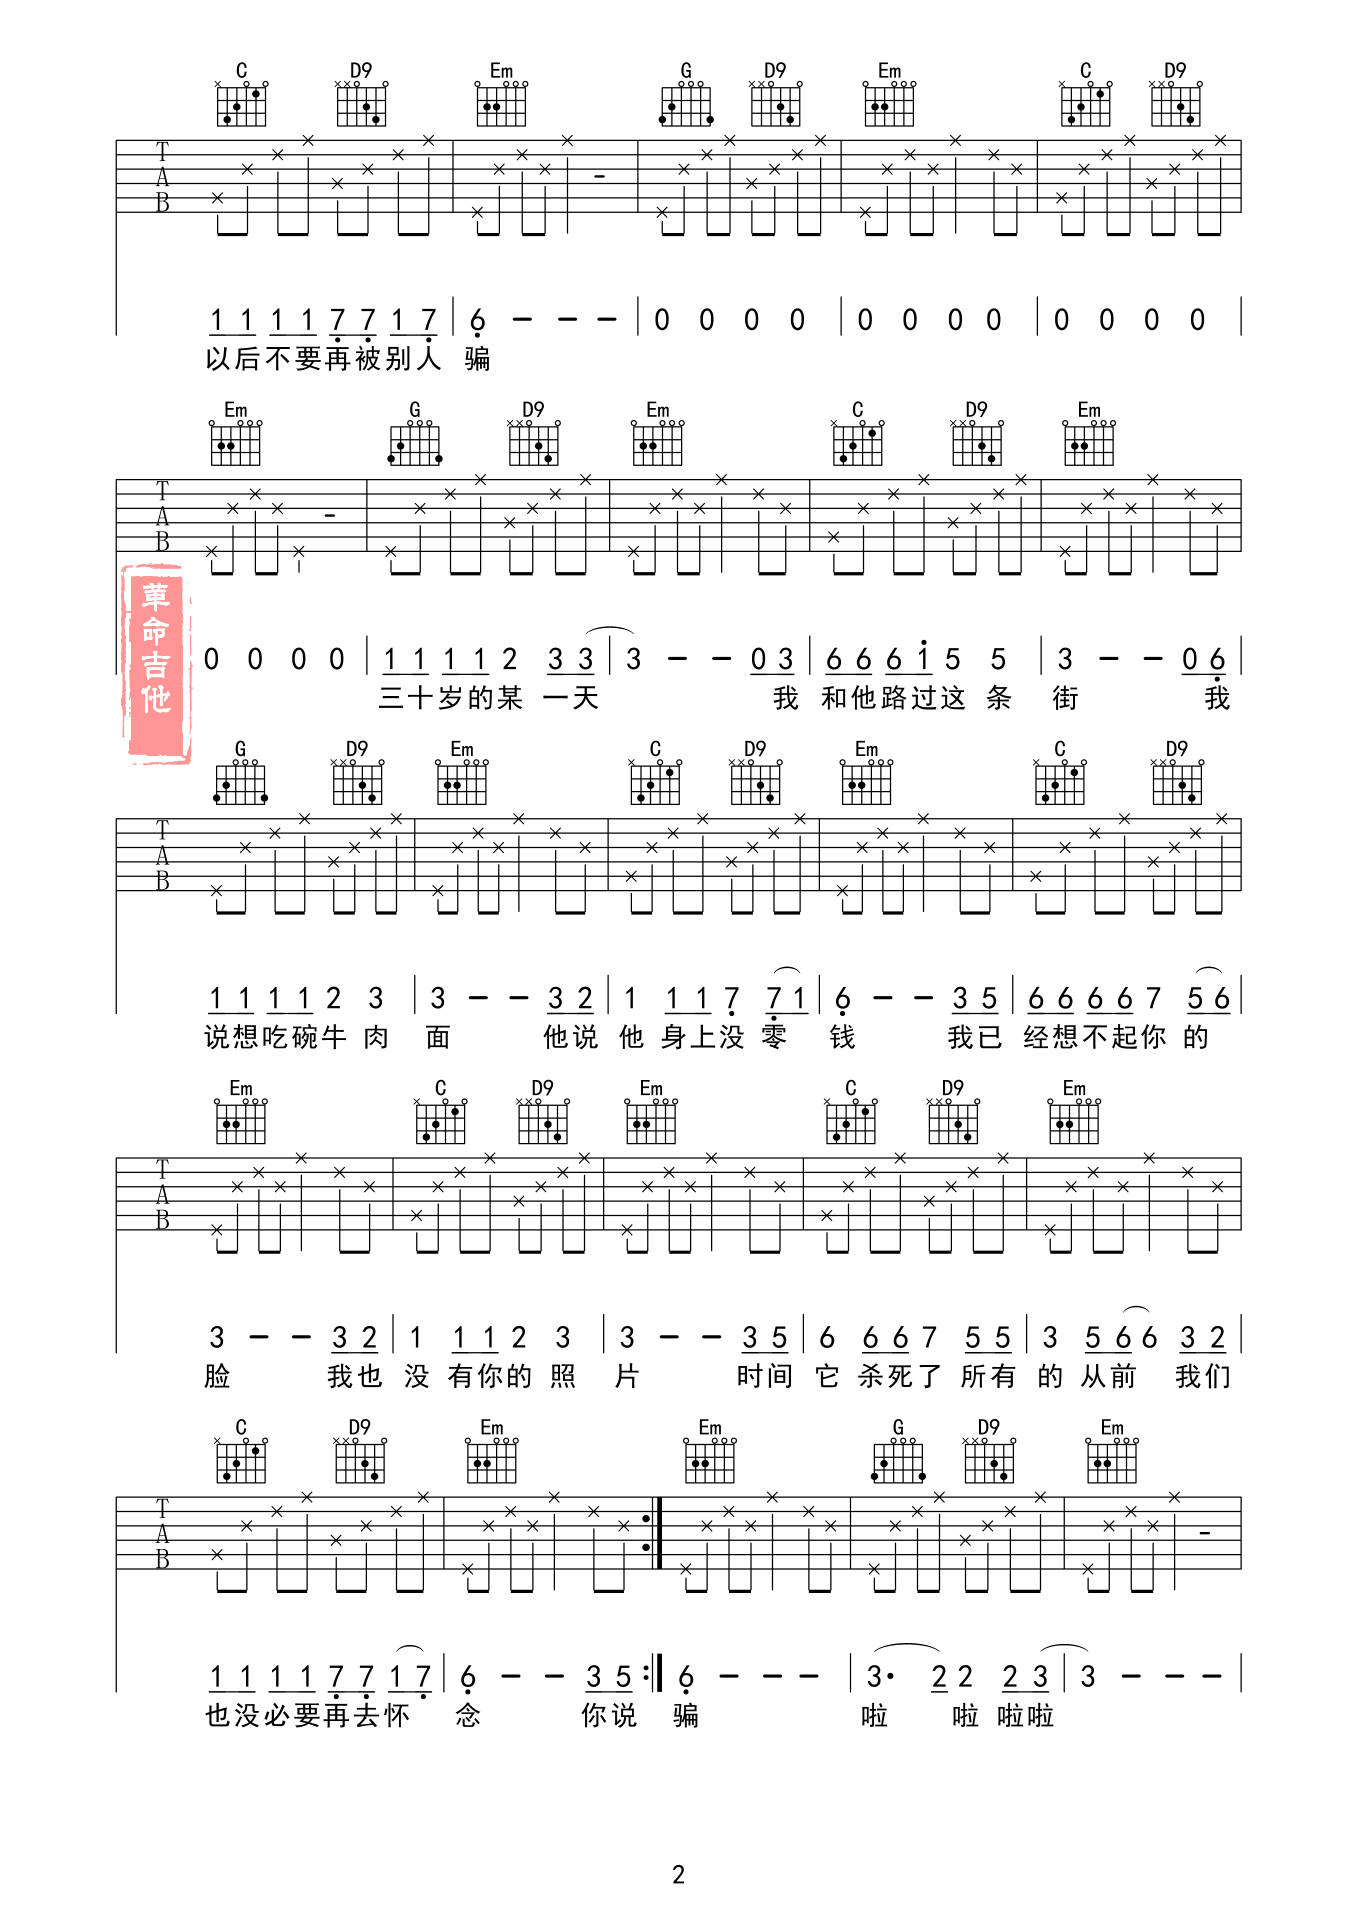 C D9 Em G D9 Em C D9
T A B
1 1 1 1 7 7 1 7 | 6 - - - | 0 0 0 0 | 0 0 0 0 | 0 0 0 0 |
以后不要再被别人 骗
Em G D9 Em C D9 Em
T A B
革命吉他
0 0 0 0 | 1 1 1 1 2 3 3 | 3 - - 0 3 | 6 6 6 1 5 5 | 3 - - 0 6 |
三十岁的某 一天 我 和他路过这 条 街 我
G D9 Em C D9 Em C D9
T A B
1 1 1 1 2 3 | 3 - - 3 2 | 1 1 1 7 7 1 | 6 - - 3 5 | 6 6 6 6 7 5 6 |
说想吃碗牛 肉 面 他说 他 身上没 零 钱 我已 经想不起你 的
Em C D9 Em C D9 Em
T A B
3 - - 3 2 | 1 1 1 2 3 | 3 - - 3 5 | 6 6 6 7 5 5 | 3 5 6 6 3 2 |
脸 我也 没 有你的 照 片 时间 它 杀死了 所有 的 从前 我们
C D9 Em Em G D9 Em
T A B
1 1 1 1 7 7 1 7 | 6 - - 3 5 :| 6 - - - | 3· 2 2 2 3 | 3 - - - |
也没必要再去怀 念 你说 骗 啦 啦 啦啦
2